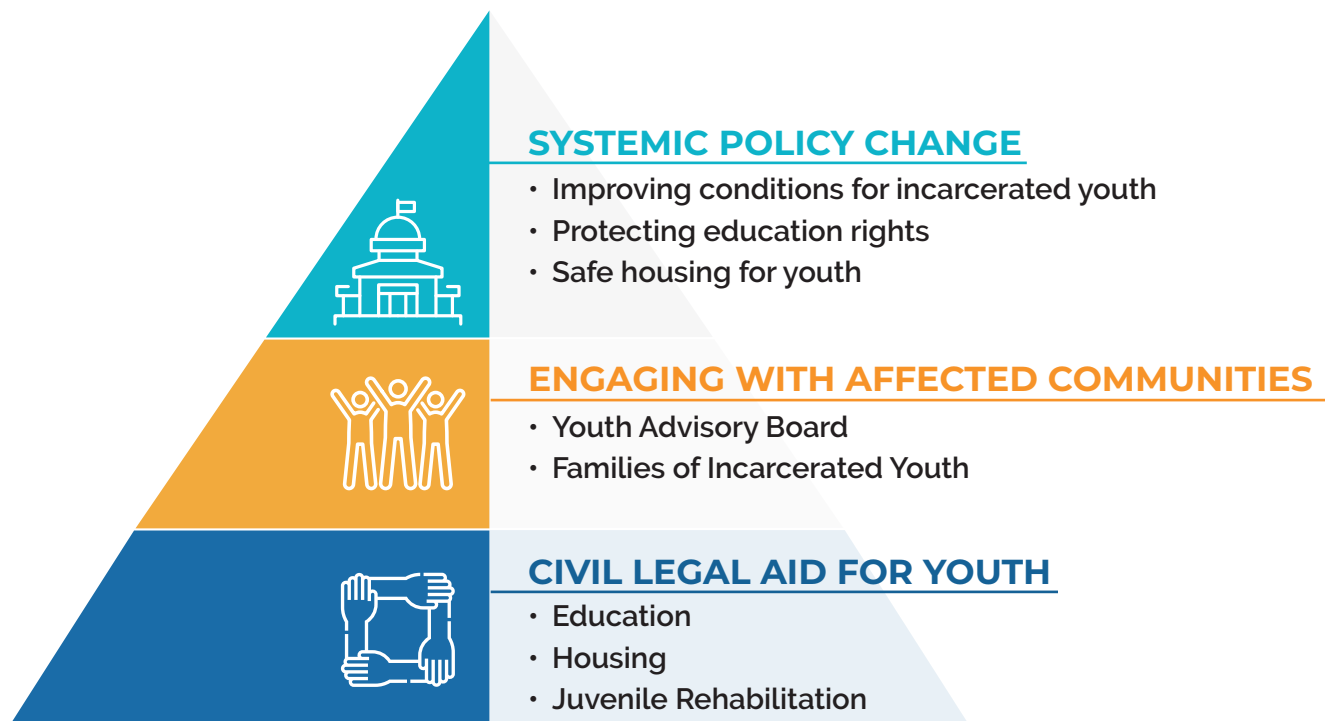 SYSTEMIC POLICY CHANGE
• Improving conditions for incarcerated youth
• Protecting education rights
• Safe housing for youth
ENGAGING WITH AFFECTED COMMUNITIES
• Youth Advisory Board
• Families of Incarcerated Youth
CIVIL LEGAL AID FOR YOUTH
• Education
• Housing
• Juvenile Rehabilitation